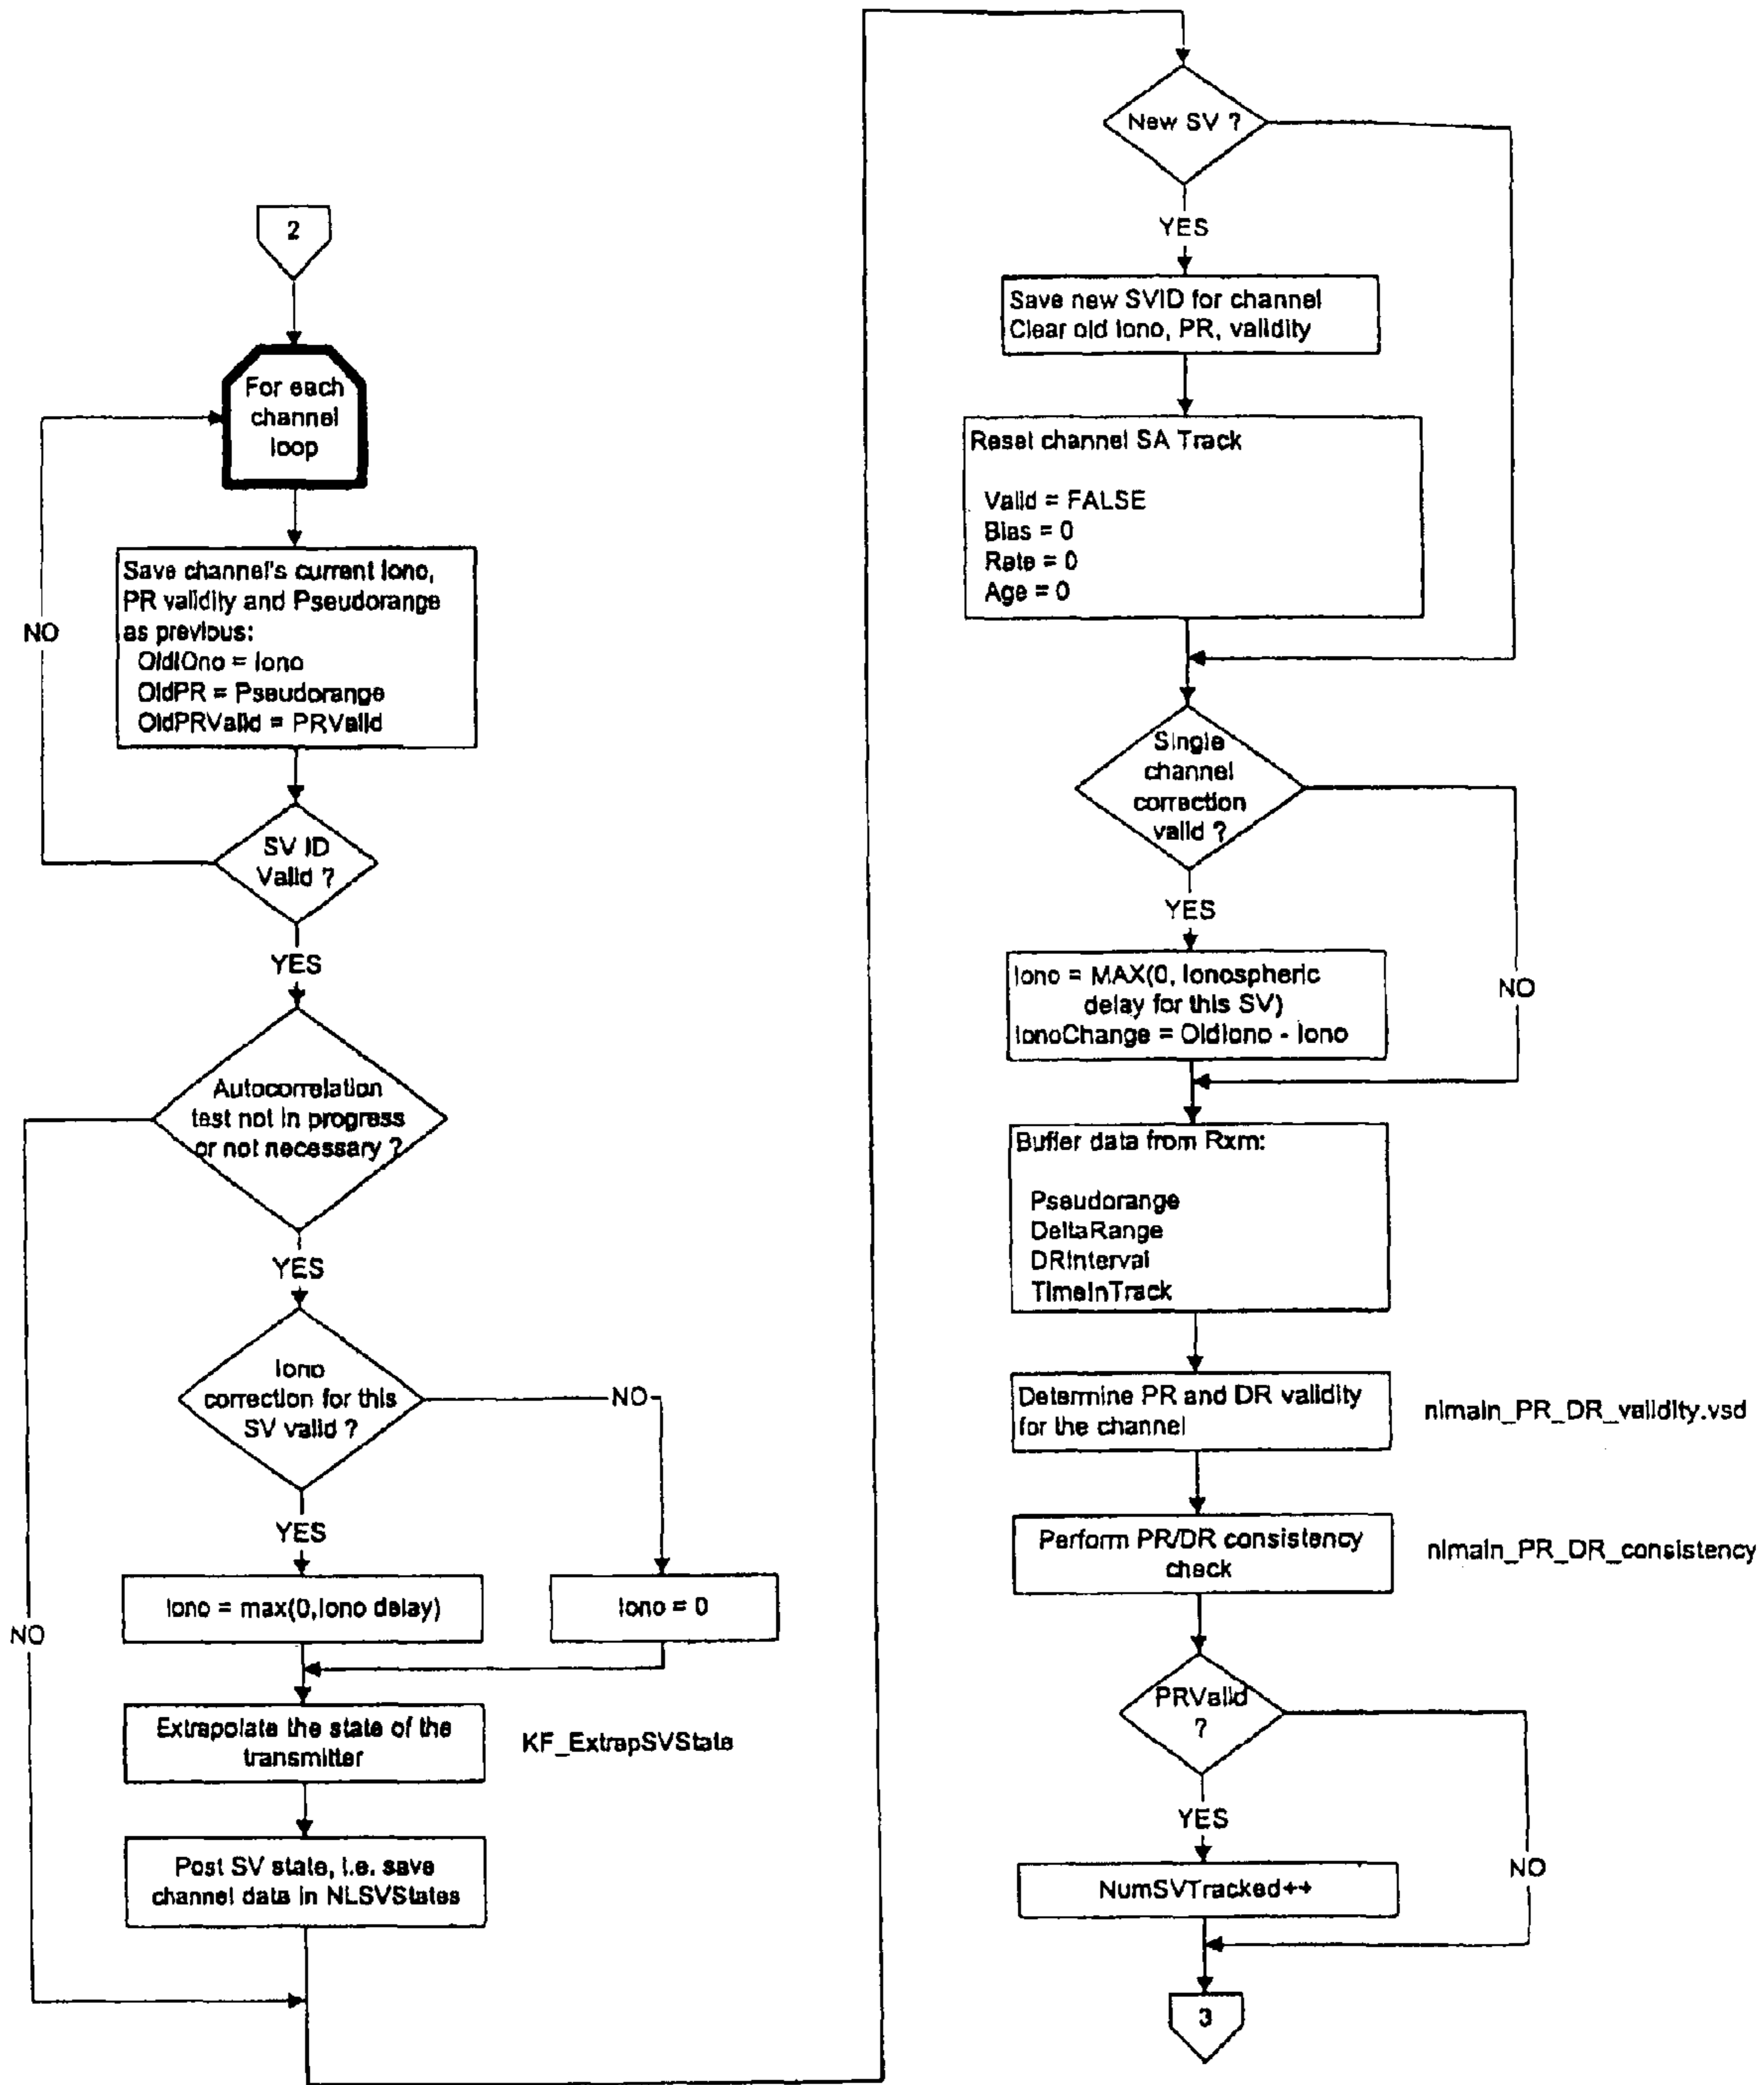 2
For each
channel
loop
Save channel's current Iono,
PR validity and Pseudorange
as previous:
OldIOno = Iono
OldPR = Pseudorange
OldPRValid = PRValid
NO
SV ID
Valid ?
YES
Autocorrelation
test not in progress
or not necessary ?
YES
Iono
correction for this
SV valid ?
NO
YES
Iono = max(0,Iono delay)
Iono = 0
NO
Extrapolate the state of the
transmitter
KF_ExtrapSVState
Post SV state, i.e. save
channel data in NLSVStates
New SV ?
YES
Save new SVID for channel
Clear old Iono, PR, validity
Reset channel SA Track
Valid = FALSE
Bias = 0
Rate = 0
Age = 0
Single
channel
correction
valid ?
YES
Iono = MAX(0, Ionospheric
delay for this SV)
IonoChange = OldIono - Iono
NO
Buffer data from Rxm:
Pseudorange
DeltaRange
DRInterval
TimeInTrack
Determine PR and DR validity
for the channel
nlmain_PR_DR_validity.vsd
Perform PR/DR consistency
check
nlmain_PR_DR_consistency
PRValid
?
YES
NO
NumSVTracked++
3